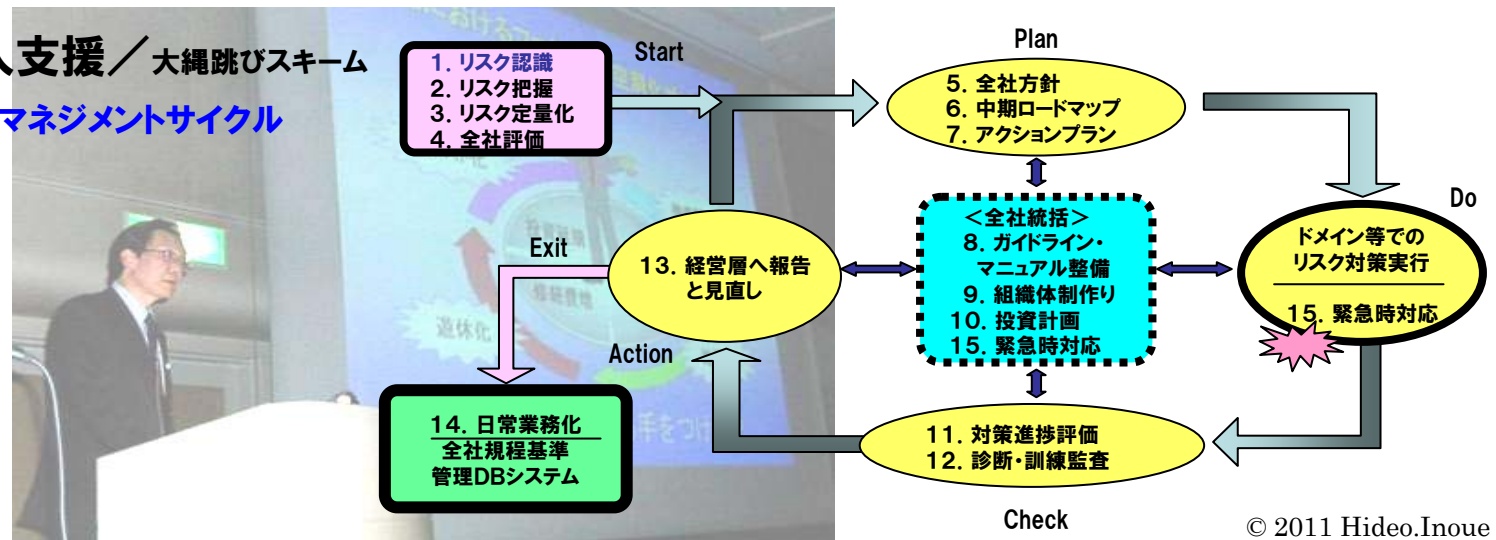 支援／大縄跳びスキーム
マネジメントサイクル
1. リスク認識
2. リスク把握
3. リスク定量化
4. 全社評価
Start
Plan
5. 全社方針
6. 中期ロードマップ
7. アクションプラン
Do
ドメイン等での
リスク対策実行
15. 緊急時対応
＜全社統括＞
8. ガイドライン・
マニュアル整備
9. 組織体制作り
10. 投資計画
15. 緊急時対応
Exit
13. 経営層へ報告
と見直し
Action
14. 日常業務化
全社規程基準
管理DBシステム
11. 対策進捗評価
12. 診断・訓練監査
Check
遊休化
手をつけ
© 2011 Hideo.Inoue